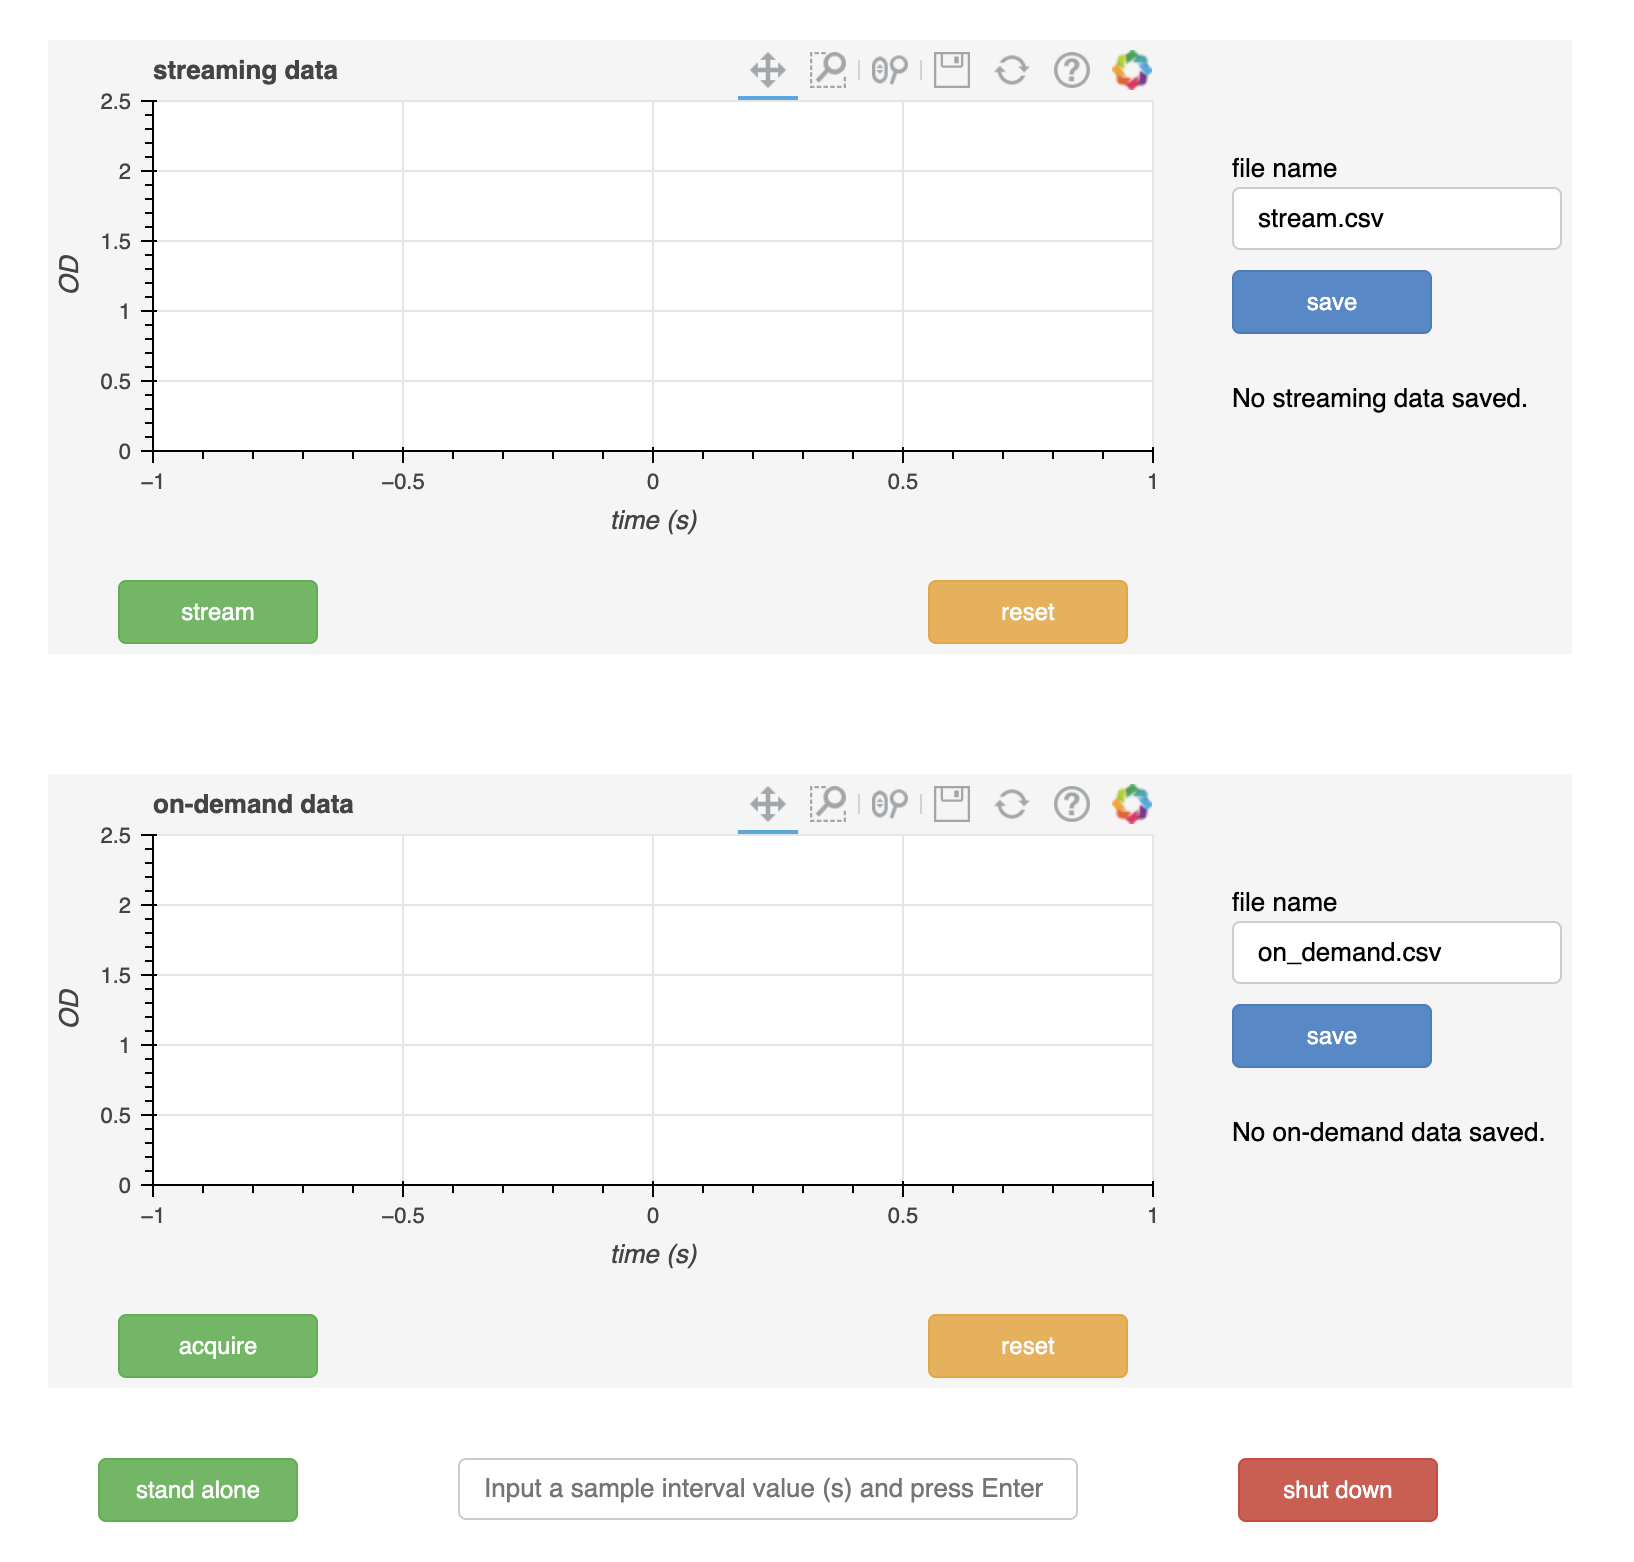 streaming data
2.5
2
1.5
1
0.5
0
OD
−1 −0.5 0 0.5 1
time (s)
stream reset
file name
stream.csv
save
No streaming data saved.
on-demand data
2.5
2
1.5
1
0.5
0
OD
−1 −0.5 0 0.5 1
time (s)
acquire reset
file name
on_demand.csv
save
No on-demand data saved.
stand alone Input a sample interval value (s) and press Enter shut down